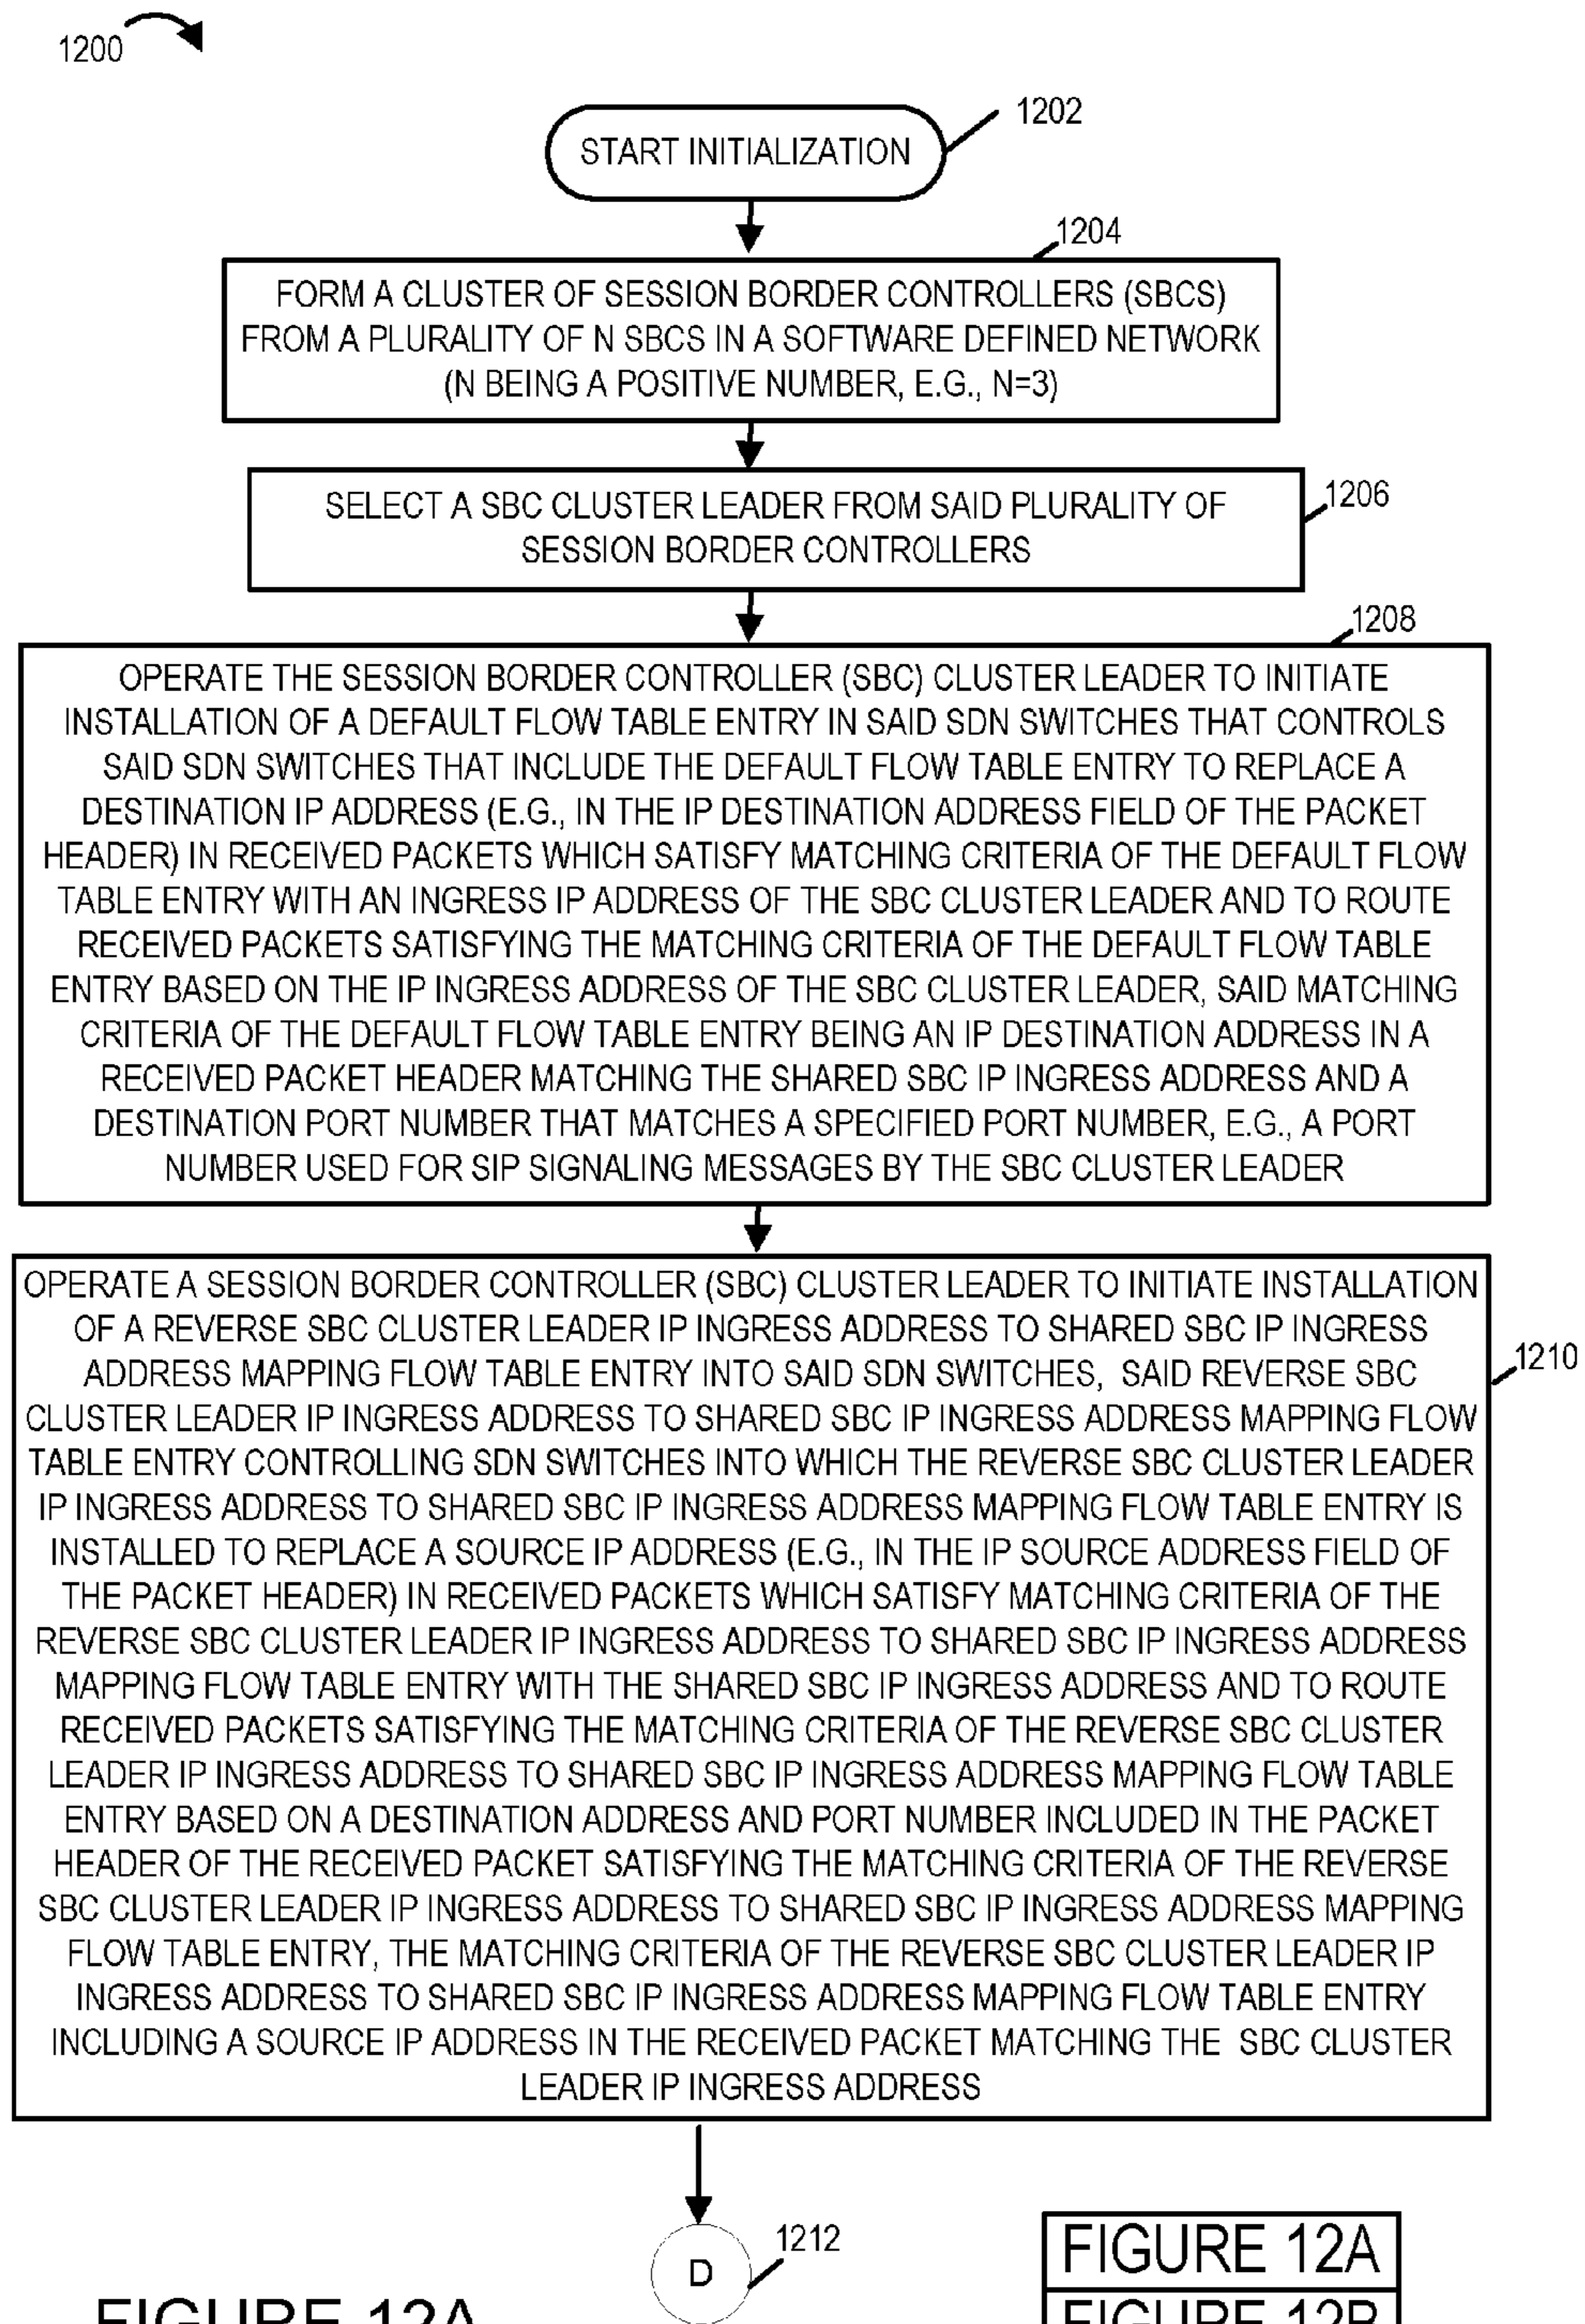 1200
1202
START INITIALIZATION
1204
FORM A CLUSTER OF SESSION BORDER CONTROLLERS (SBCS)
FROM A PLURALITY OF N SBCS IN A SOFTWARE DEFINED NETWORK
(N BEING A POSITIVE NUMBER, E.G., N=3)
1206
SELECT A SBC CLUSTER LEADER FROM SAID PLURALITY OF
SESSION BORDER CONTROLLERS
1208
OPERATE THE SESSION BORDER CONTROLLER (SBC) CLUSTER LEADER TO INITIATE
INSTALLATION OF A DEFAULT FLOW TABLE ENTRY IN SAID SDN SWITCHES THAT CONTROLS
SAID SDN SWITCHES THAT INCLUDE THE DEFAULT FLOW TABLE ENTRY TO REPLACE A
DESTINATION IP ADDRESS (E.G., IN THE IP DESTINATION ADDRESS FIELD OF THE PACKET
HEADER) IN RECEIVED PACKETS WHICH SATISFY MATCHING CRITERIA OF THE DEFAULT FLOW
TABLE ENTRY WITH AN INGRESS IP ADDRESS OF THE SBC CLUSTER LEADER AND TO ROUTE
RECEIVED PACKETS SATISFYING THE MATCHING CRITERIA OF THE DEFAULT FLOW TABLE
ENTRY BASED ON THE IP INGRESS ADDRESS OF THE SBC CLUSTER LEADER, SAID MATCHING
CRITERIA OF THE DEFAULT FLOW TABLE ENTRY BEING AN IP DESTINATION ADDRESS IN A
RECEIVED PACKET HEADER MATCHING THE SHARED SBC IP INGRESS ADDRESS AND A
DESTINATION PORT NUMBER THAT MATCHES A SPECIFIED PORT NUMBER, E.G., A PORT
NUMBER USED FOR SIP SIGNALING MESSAGES BY THE SBC CLUSTER LEADER
1210
OPERATE A SESSION BORDER CONTROLLER (SBC) CLUSTER LEADER TO INITIATE INSTALLATION
OF A REVERSE SBC CLUSTER LEADER IP INGRESS ADDRESS TO SHARED SBC IP INGRESS
ADDRESS MAPPING FLOW TABLE ENTRY INTO SAID SDN SWITCHES, SAID REVERSE SBC
CLUSTER LEADER IP INGRESS ADDRESS TO SHARED SBC IP INGRESS ADDRESS MAPPING FLOW
TABLE ENTRY CONTROLLING SDN SWITCHES INTO WHICH THE REVERSE SBC CLUSTER LEADER
IP INGRESS ADDRESS TO SHARED SBC IP INGRESS ADDRESS MAPPING FLOW TABLE ENTRY IS
INSTALLED TO REPLACE A SOURCE IP ADDRESS (E.G., IN THE IP SOURCE ADDRESS FIELD OF
THE PACKET HEADER) IN RECEIVED PACKETS WHICH SATISFY MATCHING CRITERIA OF THE
REVERSE SBC CLUSTER LEADER IP INGRESS ADDRESS TO SHARED SBC IP INGRESS ADDRESS
MAPPING FLOW TABLE ENTRY WITH THE SHARED SBC IP INGRESS ADDRESS AND TO ROUTE
RECEIVED PACKETS SATISFYING THE MATCHING CRITERIA OF THE REVERSE SBC CLUSTER
LEADER IP INGRESS ADDRESS TO SHARED SBC IP INGRESS ADDRESS MAPPING FLOW TABLE
ENTRY BASED ON A DESTINATION ADDRESS AND PORT NUMBER INCLUDED IN THE PACKET
HEADER OF THE RECEIVED PACKET SATISFYING THE MATCHING CRITERIA OF THE REVERSE
SBC CLUSTER LEADER IP INGRESS ADDRESS TO SHARED SBC IP INGRESS ADDRESS MAPPING
FLOW TABLE ENTRY, THE MATCHING CRITERIA OF THE REVERSE SBC CLUSTER LEADER IP
INGRESS ADDRESS TO SHARED SBC IP INGRESS ADDRESS MAPPING FLOW TABLE ENTRY
INCLUDING A SOURCE IP ADDRESS IN THE RECEIVED PACKET MATCHING THE SBC CLUSTER
LEADER IP INGRESS ADDRESS
1212
D
FIGURE 12A
FIGURE 12A
FIGURE 12B